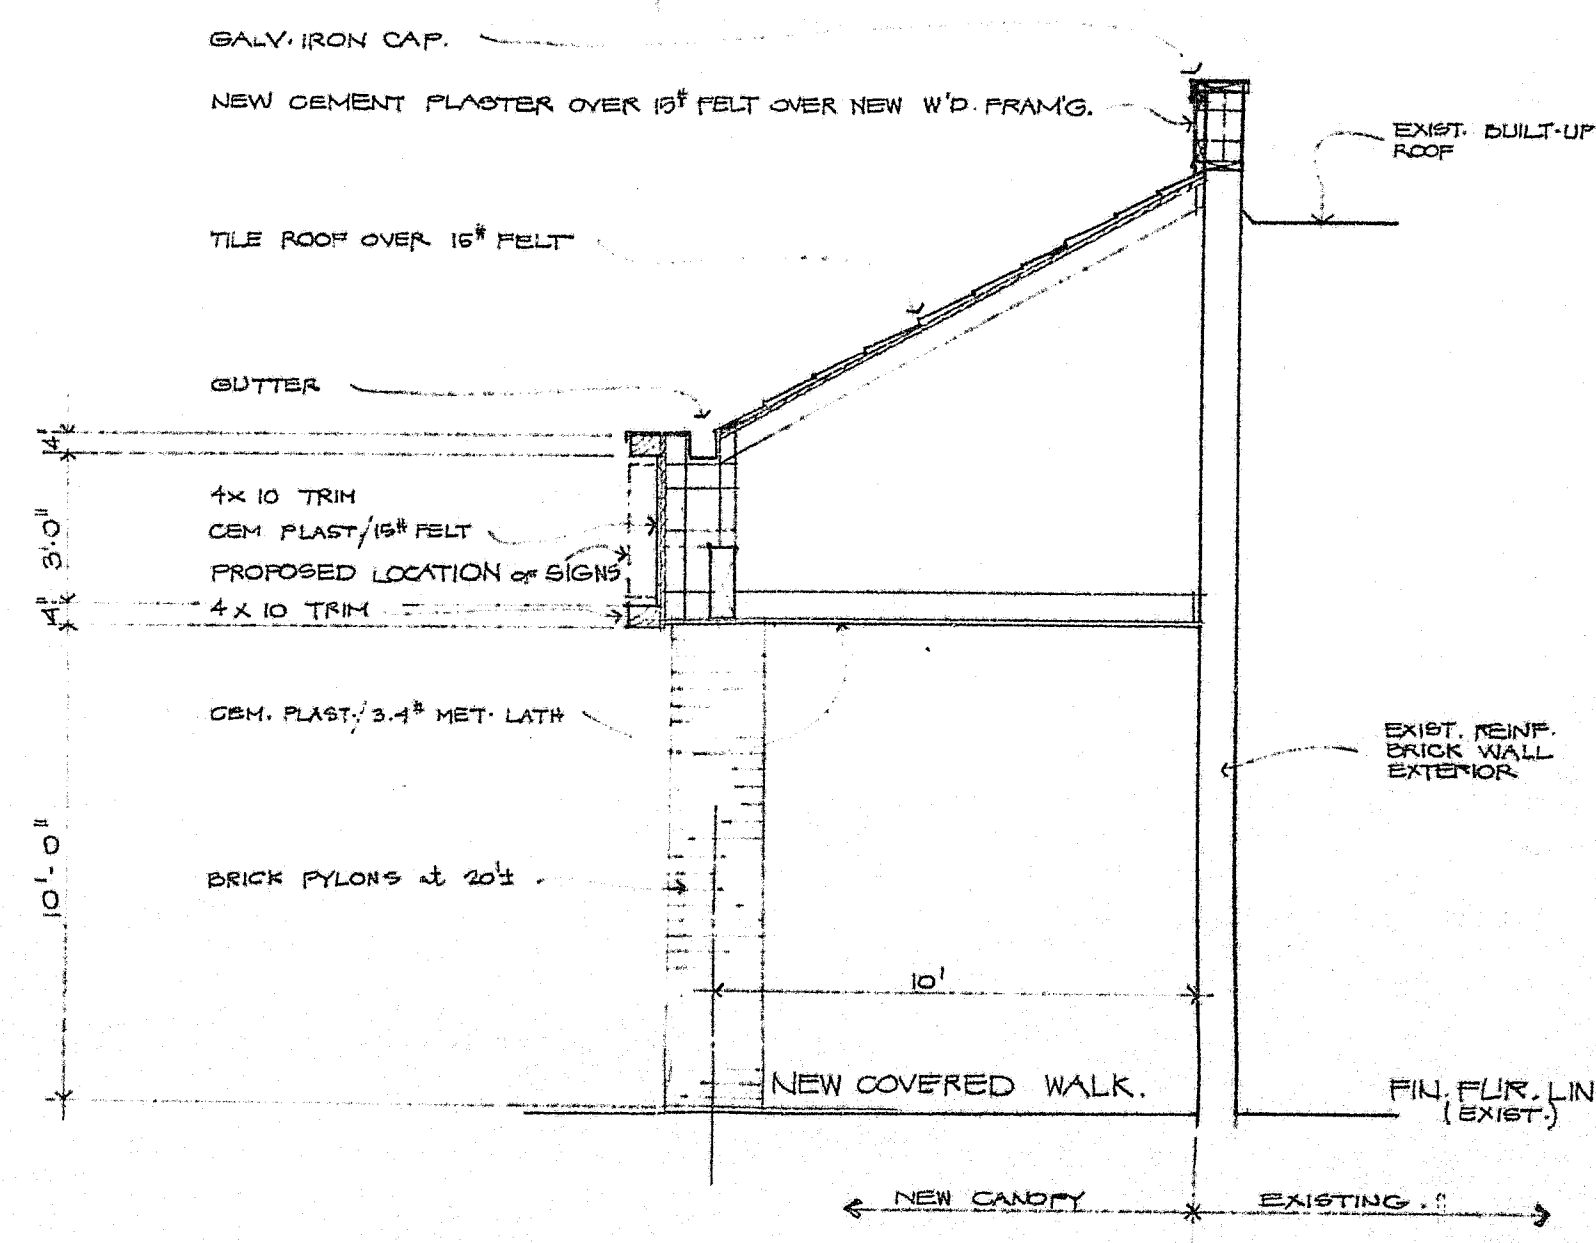 GALV. IRON CAP.
NEW CEMENT PLASTER OVER 15# FELT OVER NEW W'D. FRAM'G.
EXIST. BUILT-UP
ROOF
TILE ROOF OVER 15# FELT
GUTTER
4"
4 x 10 TRIM
CEM PLAST/15# FELT
3'-0"
PROPOSED LOCATION OF SIGNS
4 x 10 TRIM
4"
CEM. PLAST./3.4# MET. LATH
EXIST. REINF.
BRICK WALL
EXTERIOR
10'-0"
BRICK PYLONS at 20'±
10'
NEW COVERED WALK.
FIN. FLR. LIN
(EXIST.)
NEW CANOPY
EXISTING.